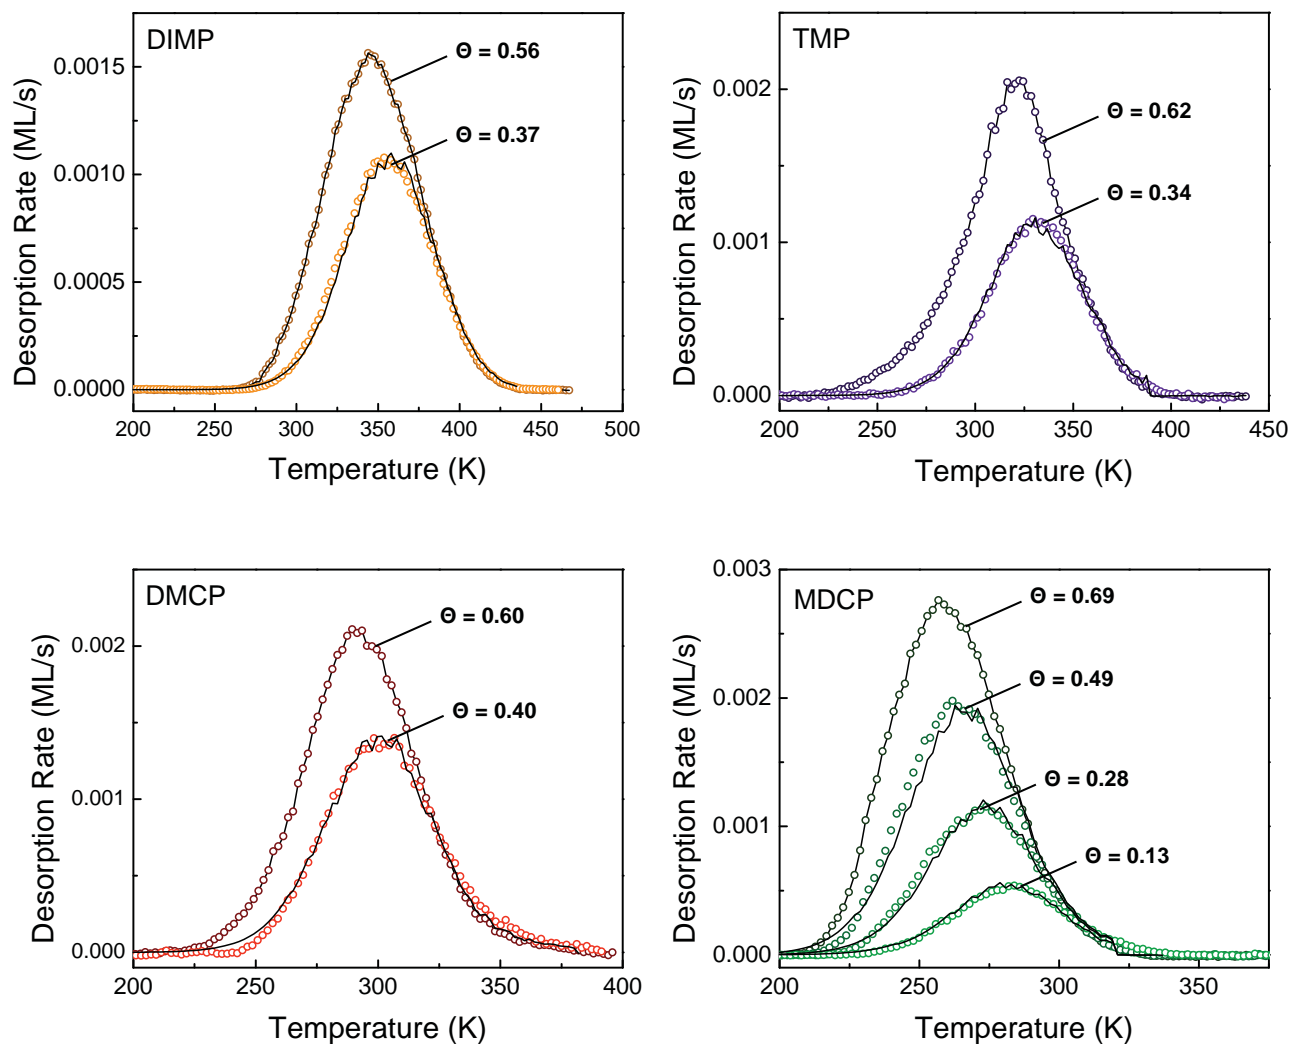 DIMP
Θ = 0.56
Θ = 0.37
0.0015
0.0010
0.0005
0.0000
Desorption Rate (ML/s)
200 250 300 350 400 450 500
Temperature (K)
TMP
Θ = 0.62
Θ = 0.34
0.002
0.001
0.000
Desorption Rate (ML/s)
200 250 300 350 400 450
Temperature (K)
DMCP
Θ = 0.60
Θ = 0.40
0.002
0.001
0.000
Desorption Rate (ML/s)
200 250 300 350 400
Temperature (K)
MDCP
Θ = 0.69
Θ = 0.49
Θ = 0.28
Θ = 0.13
0.003
0.002
0.001
0.000
Desorption Rate (ML/s)
200 250 300 350
Temperature (K)